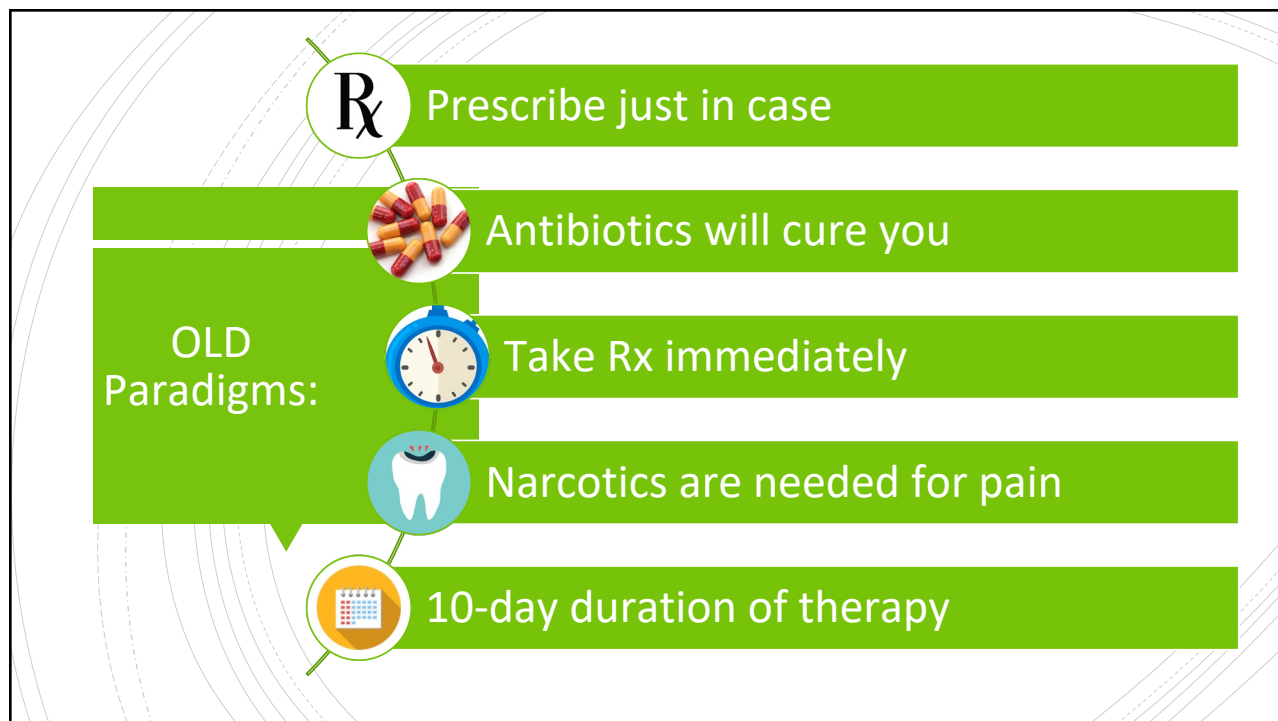 Rx
Prescribe just in case
Antibiotics will cure you
OLD
Paradigms:
Take Rx immediately
Narcotics are needed for pain
10-day duration of therapy